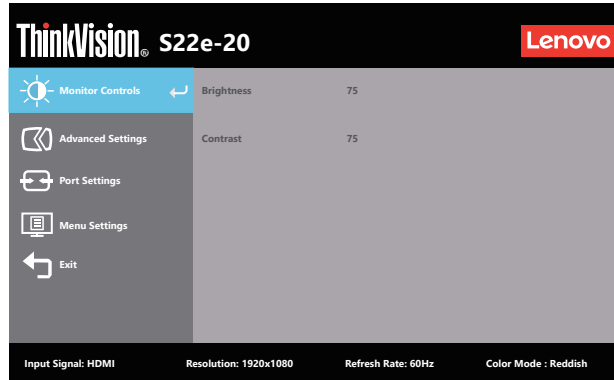 ThinkVision® S22e-20 Lenovo
Monitor Controls Brightness 75
Advanced Settings Contrast 75
Port Settings
Menu Settings
Exit
Input Signal: HDMI Resolution: 1920x1080 Refresh Rate: 60Hz Color Mode : Reddish